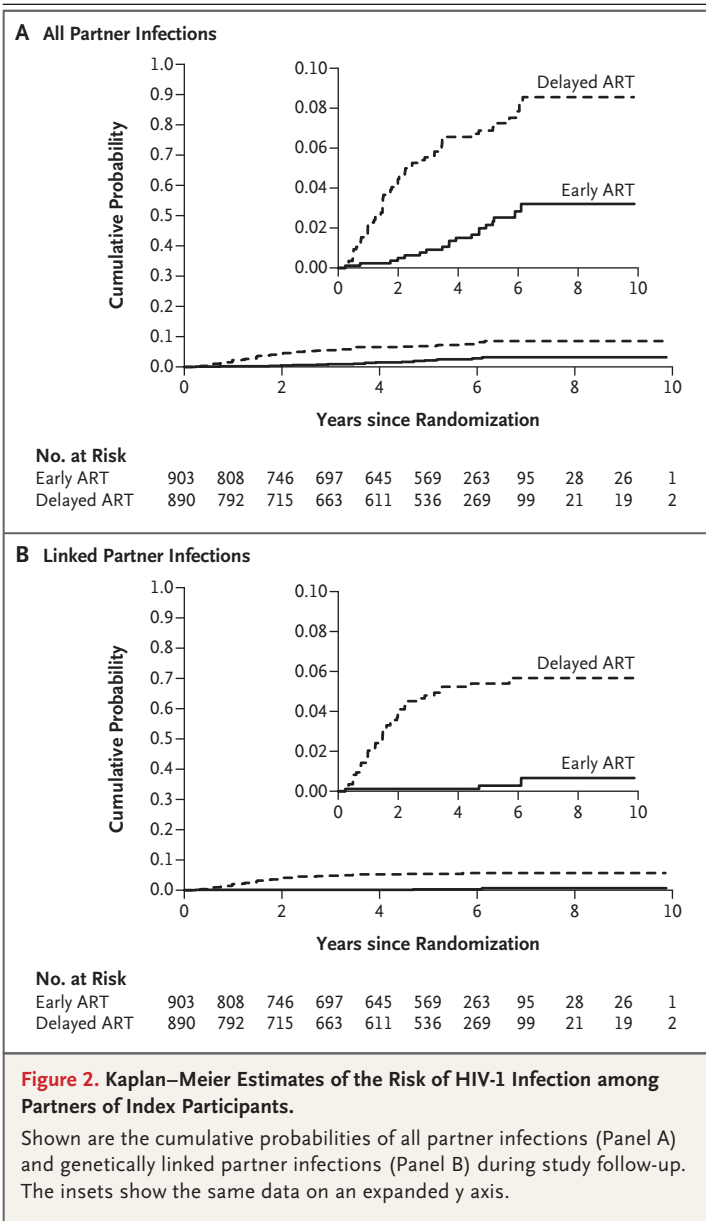 A All Partner Infections
Cumulative Probability
1.0
0.9
0.8
0.7
0.6
0.5
0.4
0.3
0.2
0.1
0.0
0 2 4 6 8 10
0.10
0.08
0.06
0.04
0.02
0.00
0 2 4 6 8 10
Delayed ART
Early ART
Years since Randomization
No. at Risk
Early ART 903 808 746 697 645 569 263 95 28 26 1
Delayed ART 890 792 715 663 611 536 269 99 21 19 2
B Linked Partner Infections
Cumulative Probability
1.0
0.9
0.8
0.7
0.6
0.5
0.4
0.3
0.2
0.1
0.0
0 2 4 6 8 10
0.10
0.08
0.06
0.04
0.02
0.00
0 2 4 6 8 10
Delayed ART
Early ART
Years since Randomization
No. at Risk
Early ART 903 808 746 697 645 569 263 95 28 26 1
Delayed ART 890 792 715 663 611 536 269 99 21 19 2
Figure 2. Kaplan–Meier Estimates of the Risk of HIV-1 Infection among
Partners of Index Participants.
Shown are the cumulative probabilities of all partner infections (Panel A)
and genetically linked partner infections (Panel B) during study follow-up.
The insets show the same data on an expanded y axis.